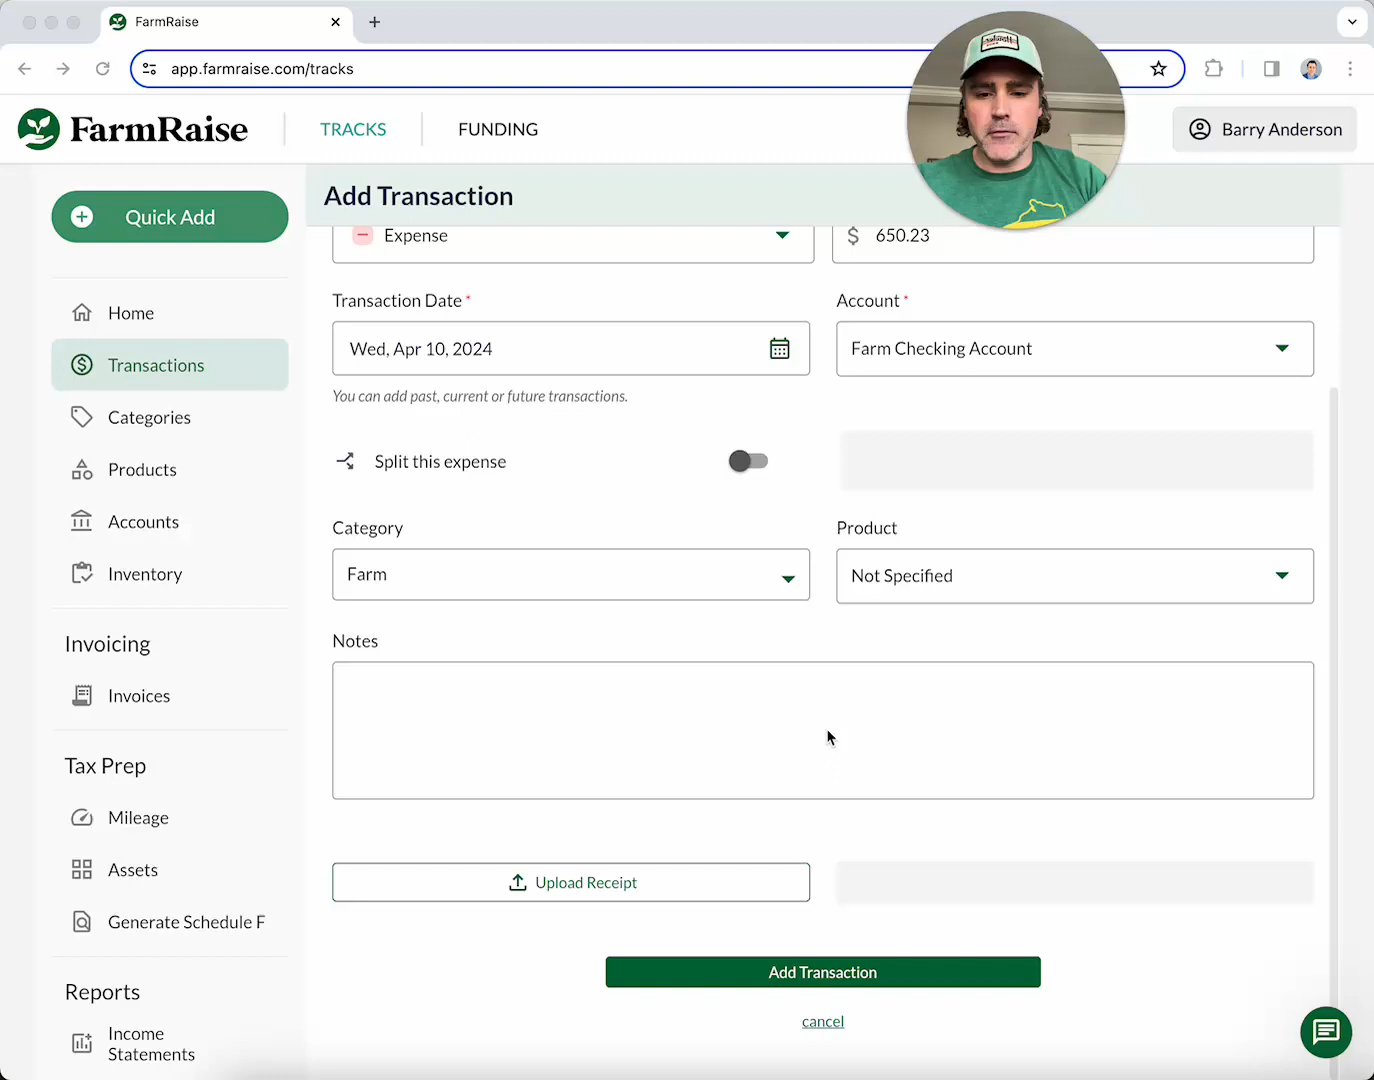 FarmRaise
app.farmraise.com/tracks
FarmRaise
TRACKS
FUNDING
Barry Anderson
Quick Add
Add Transaction
Expense
$ 650.23
Home
Transaction Date *
Account *
Transactions
Wed, Apr 10, 2024
Farm Checking Account
You can add past, current or future transactions.
Categories
Split this expense
Products
Accounts
Category
Product
Inventory
Farm
Not Specified
Invoicing
Notes
Invoices
Tax Prep
Mileage
Assets
Upload Receipt
Generate Schedule F
Add Transaction
Reports
cancel
Income
Statements